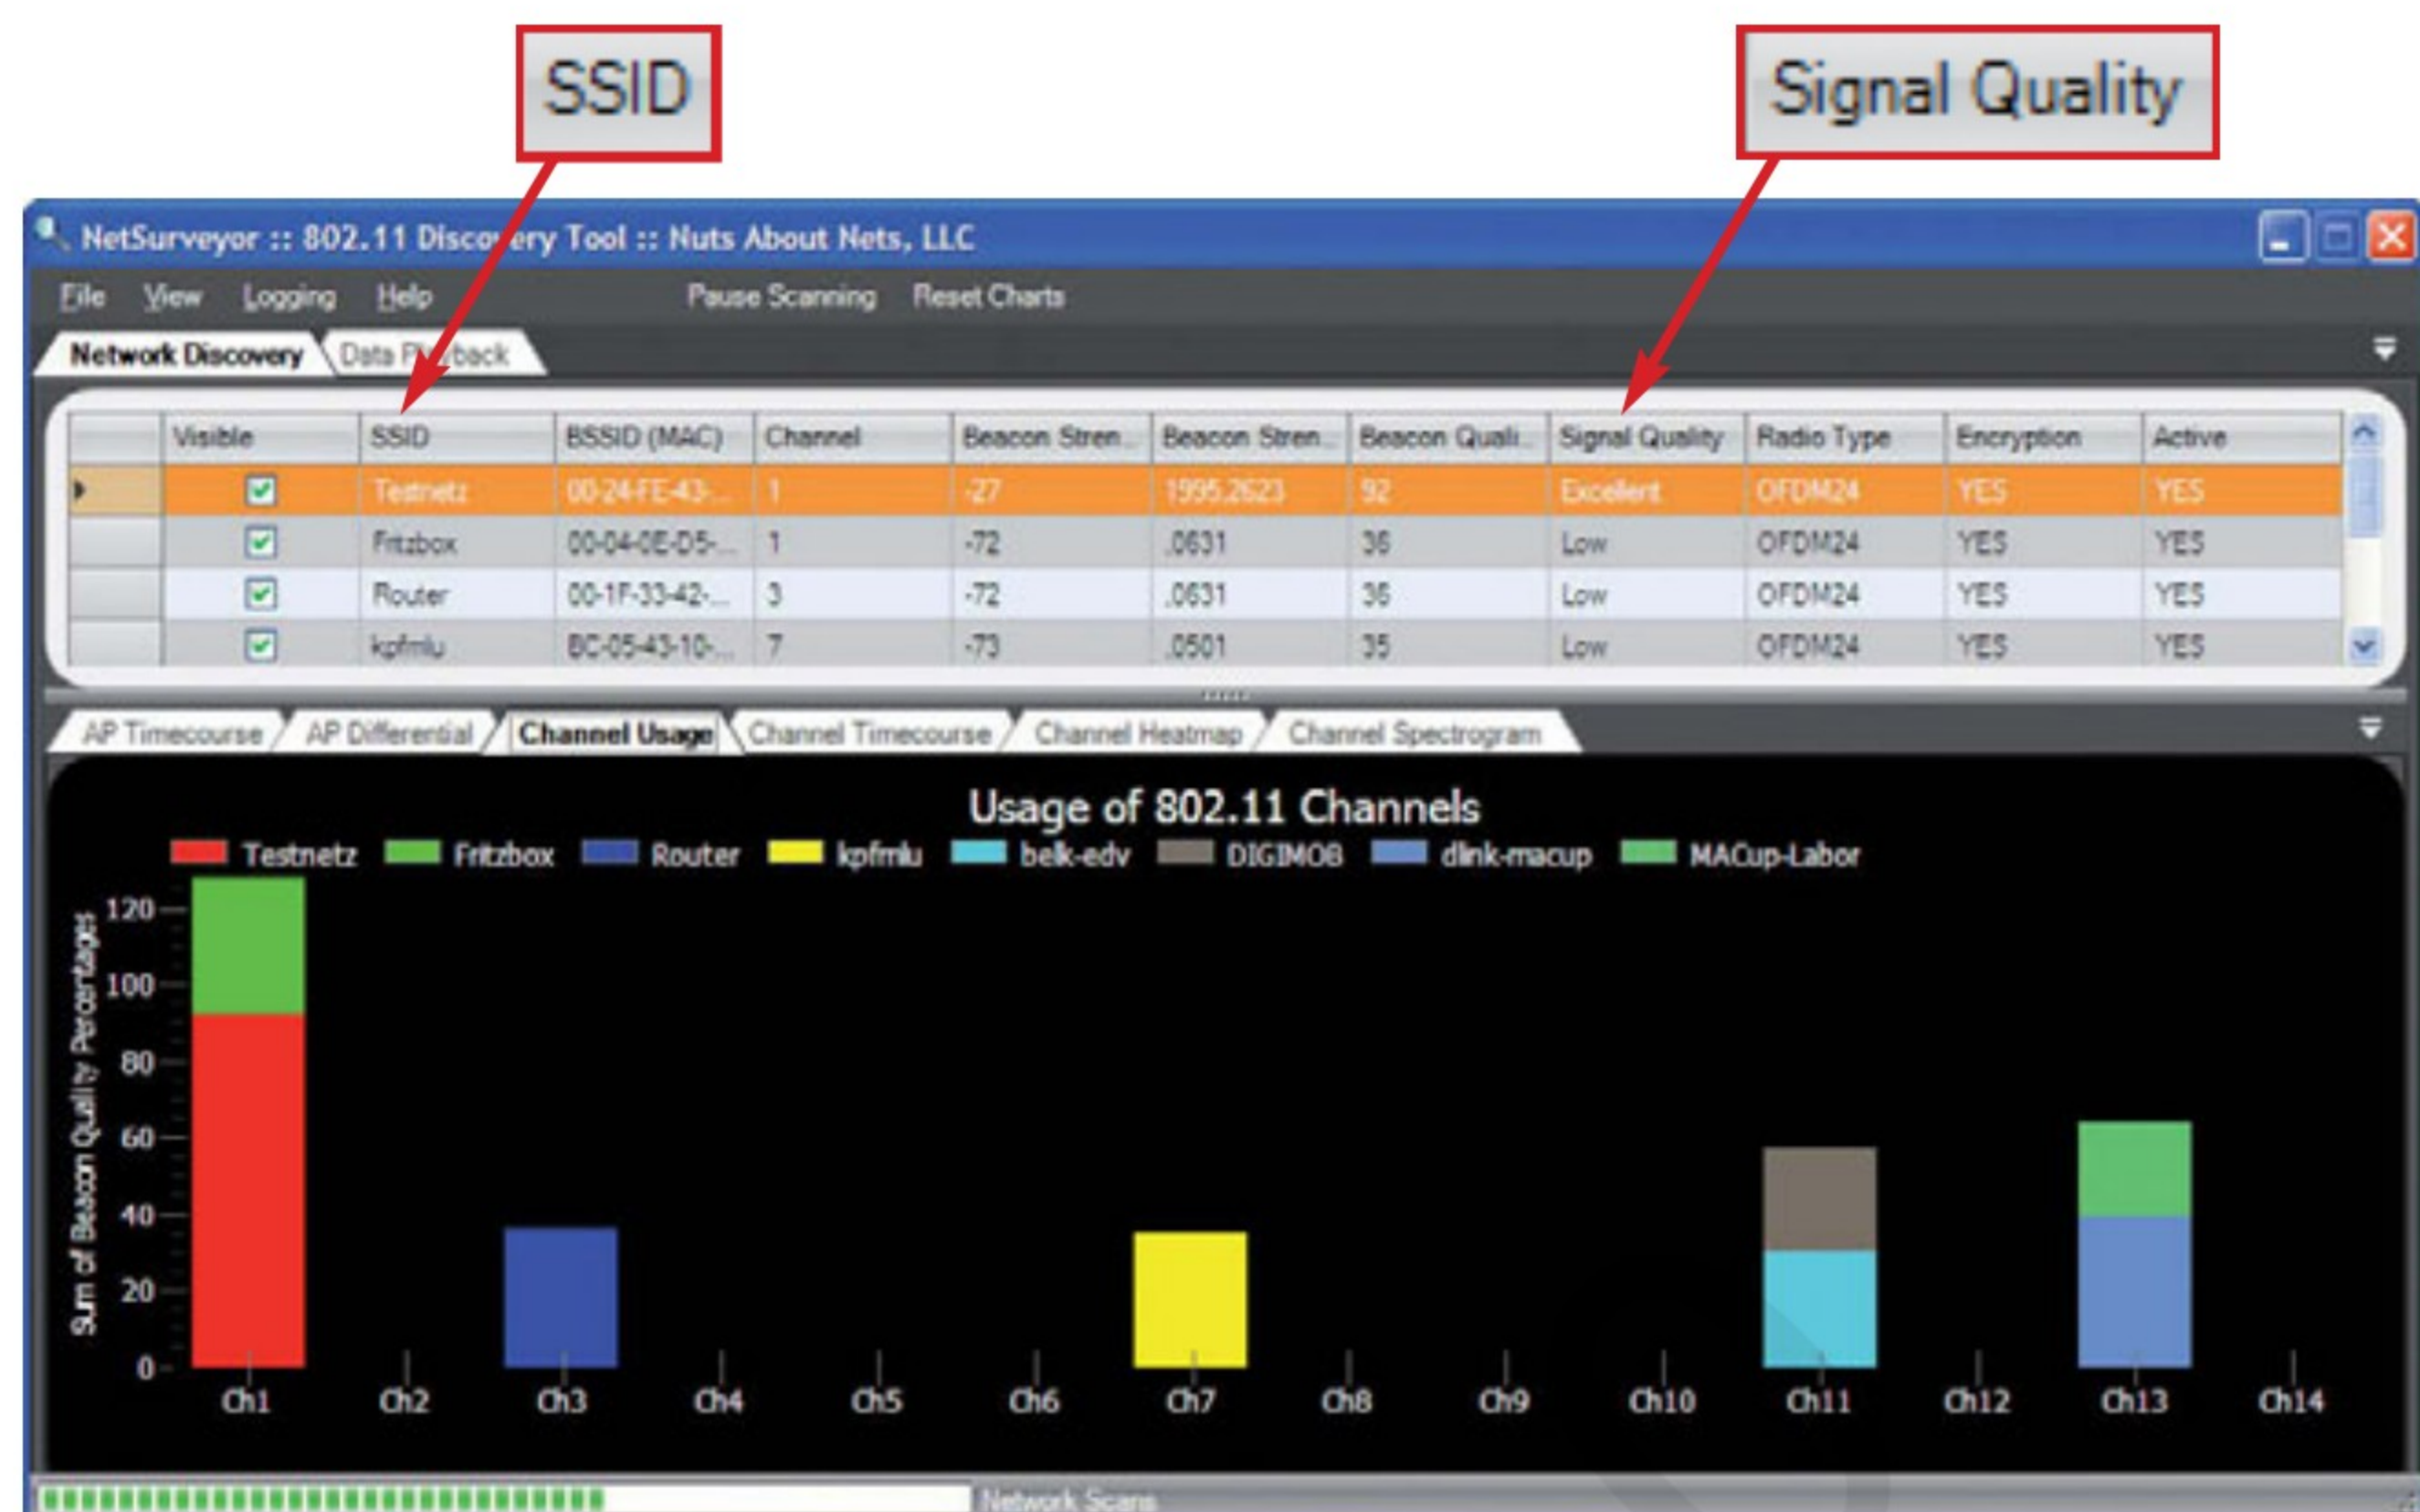 SSID
Signal Quality
NetSurveyor :: 802.11 Discovery Tool :: Nuts About Nets, LLC
File View Logging Help Pause Scanning Reset Charts
Network Discovery Data Playback
Visible SSID BSSID (MAC) Channel Beacon Stren... Beacon Stren... Beacon Quali... Signal Quality Radio Type Encryption Active
Testnetz 00-24-FE-43-... 1 -27 1995.2623 92 Excellent OFDM24 YES YES
Fritzbox 00-04-0E-D5-... 1 -72 .0631 36 Low OFDM24 YES YES
Router 00-1F-33-42-... 3 -72 .0631 36 Low OFDM24 YES YES
kpfmlu BC-05-43-10-... 7 -73 .0501 35 Low OFDM24 YES YES
AP Timecourse AP Differential Channel Usage Channel Timecourse Channel Heatmap Channel Spectrogram
Usage of 802.11 Channels
Testnetz Fritzbox Router kpfmlu belk-edv DIGIMOB dlink-macup MACup-Labor
Sum of Beacon Quality Percentages
120
100
80
60
40
20
0
Ch1 Ch2 Ch3 Ch4 Ch5 Ch6 Ch7 Ch8 Ch9 Ch10 Ch11 Ch12 Ch13 Ch14
Network Scans